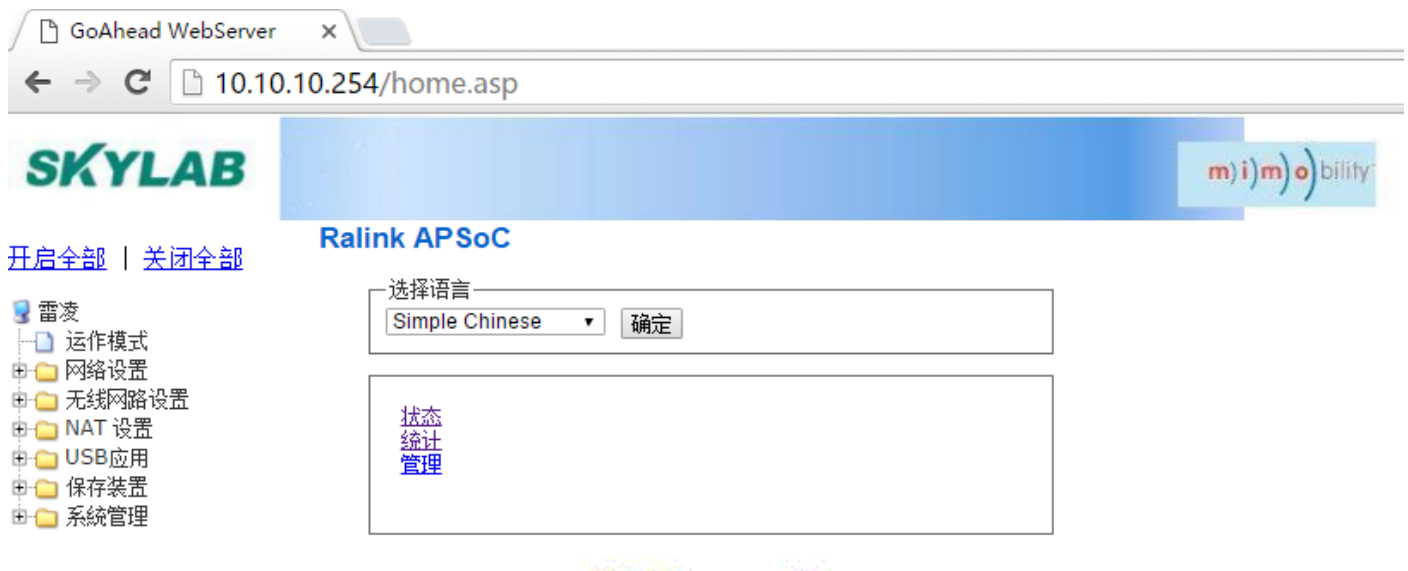 GoAhead WebServer
10.10.10.254/home.asp
SKYLAB
m)i)m)o)bility
开启全部 | 关闭全部
雷凌
运作模式
网络设置
无线网路设置
NAT 设置
USB应用
保存装置
系統管理
Ralink APSoC
选择语言
Simple Chinese 确定
状态
统计
管理